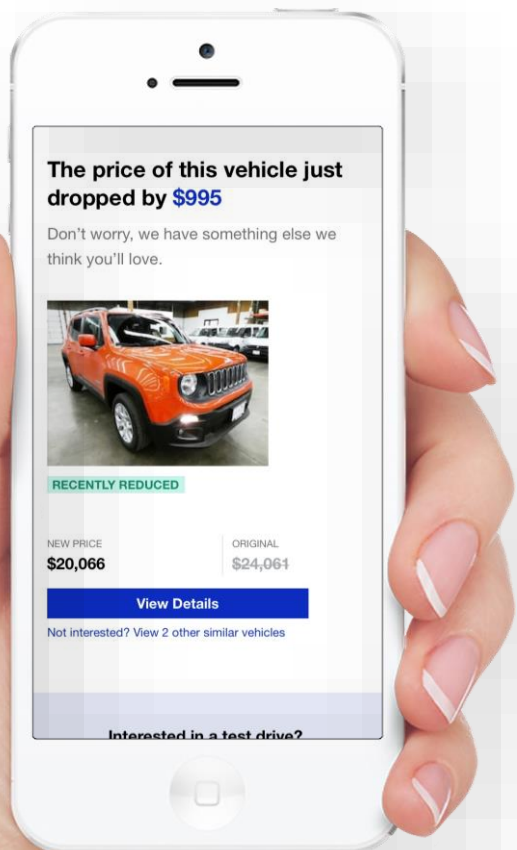 The price of this vehicle just
dropped by $995
Don’t worry, we have something else we
think you’ll love.
RECENTLY REDUCED
NEW PRICE
ORIGINAL
$20,066
$24,061
View Details
Not interested? View 2 other similar vehicles
Interested in a test drive?